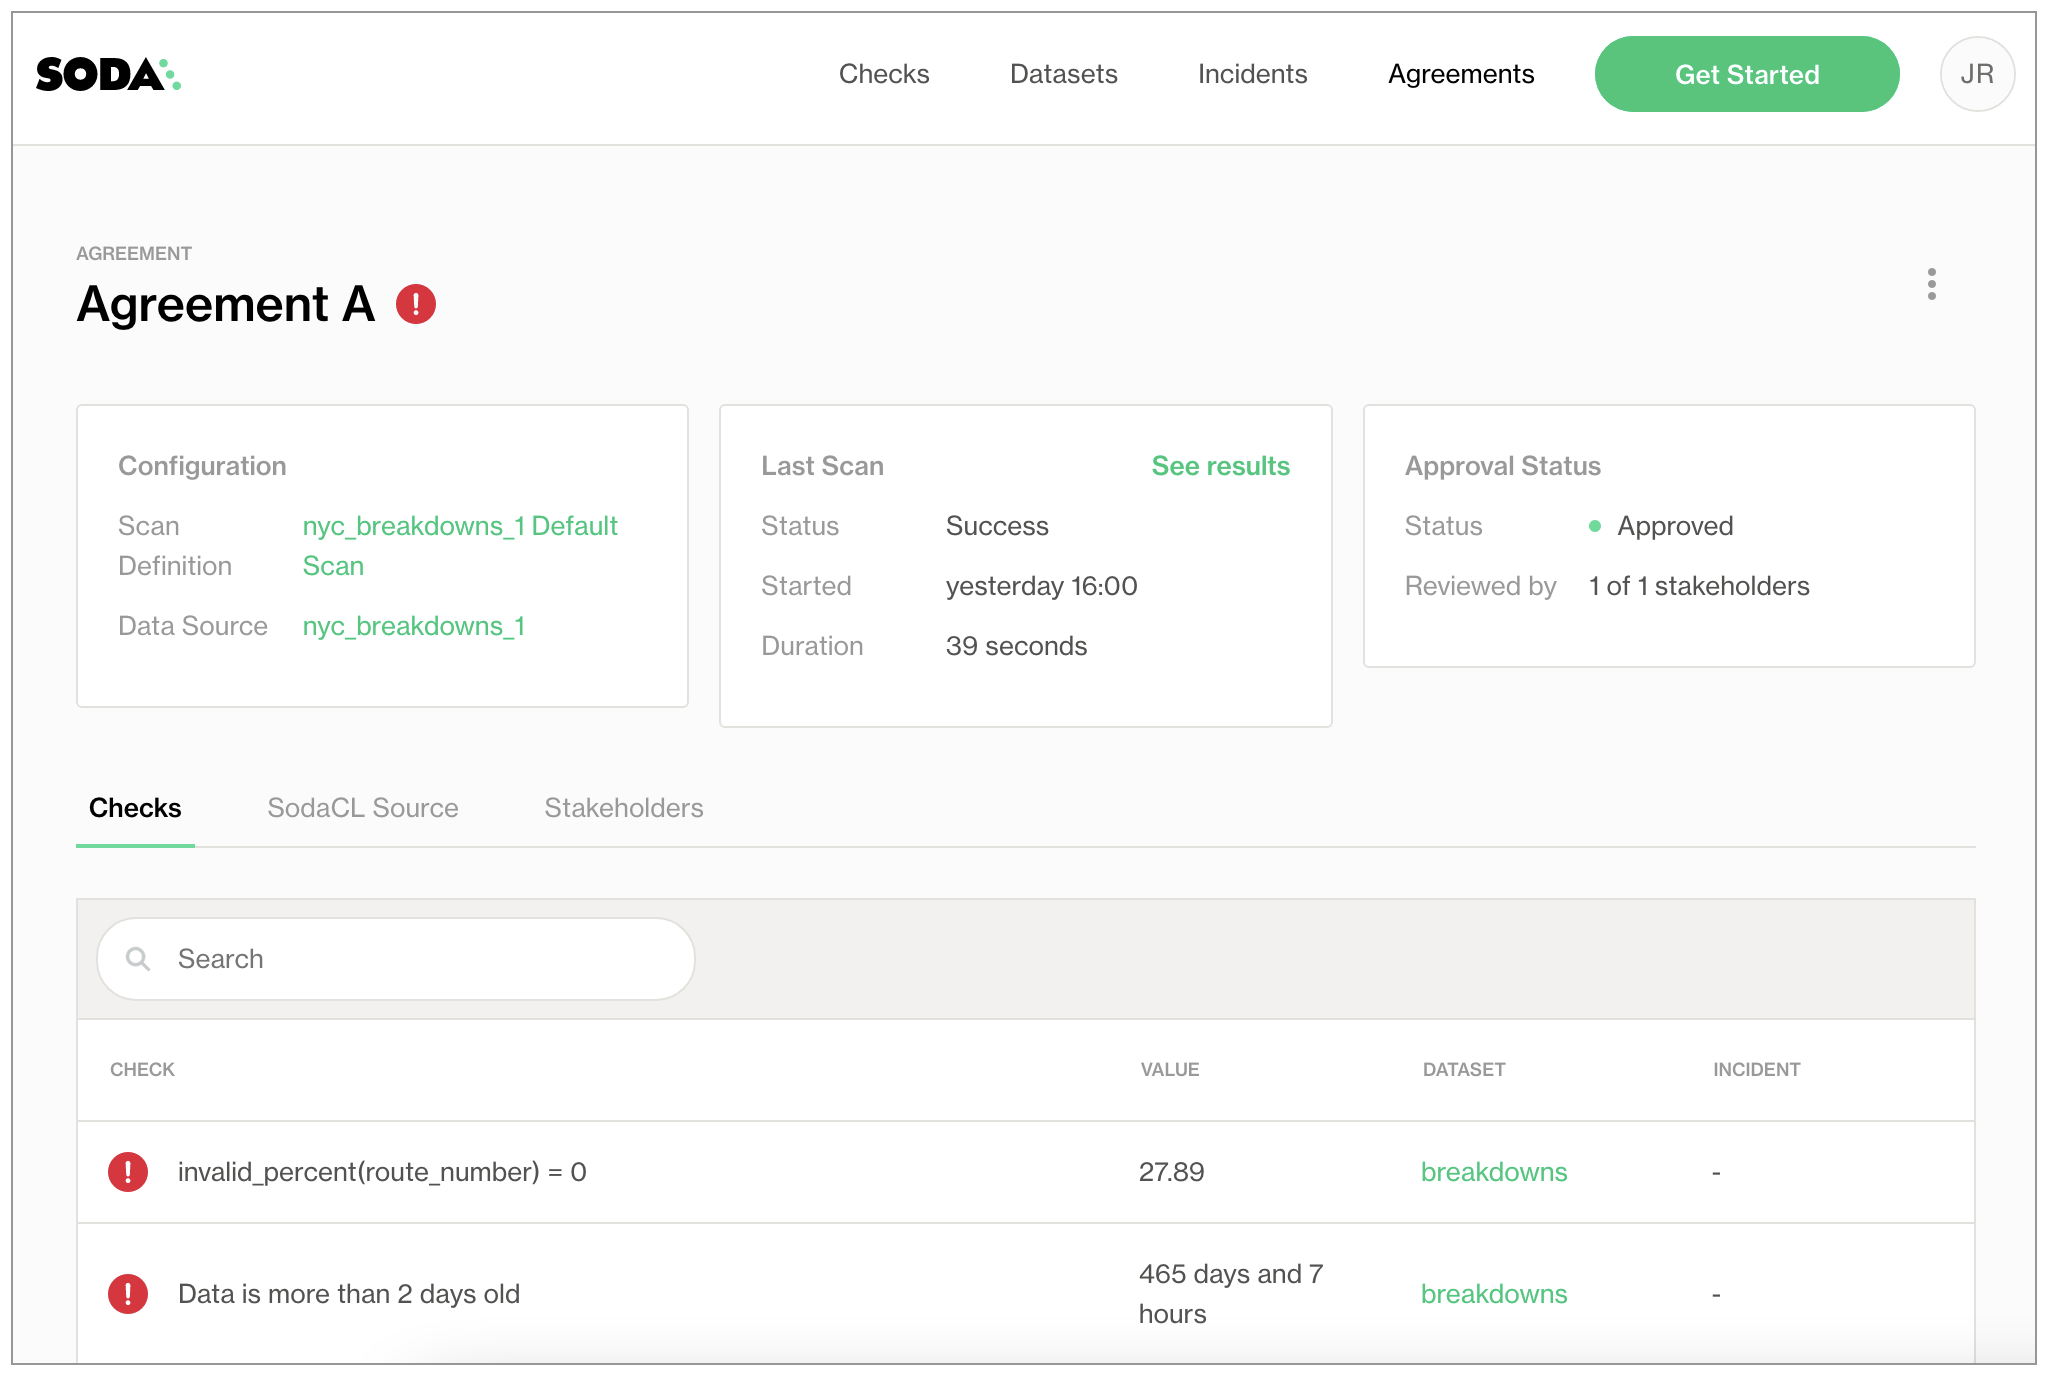 SODA
Checks
Datasets
Incidents
Agreements
Get Started
JR
AGREEMENT
Agreement A
Configuration
Scan Definition
nyc_breakdowns_1 Default Scan
Data Source
nyc_breakdowns_1
Last Scan
See results
Status
Success
Started
yesterday 16:00
Duration
39 seconds
Approval Status
Status
Approved
Reviewed by
1 of 1 stakeholders
Checks
SodaCL Source
Stakeholders
Search
CHECK
VALUE
DATASET
INCIDENT
invalid_percent(route_number) = 0
27.89
breakdowns
-
Data is more than 2 days old
465 days and 7
hours
breakdowns
-